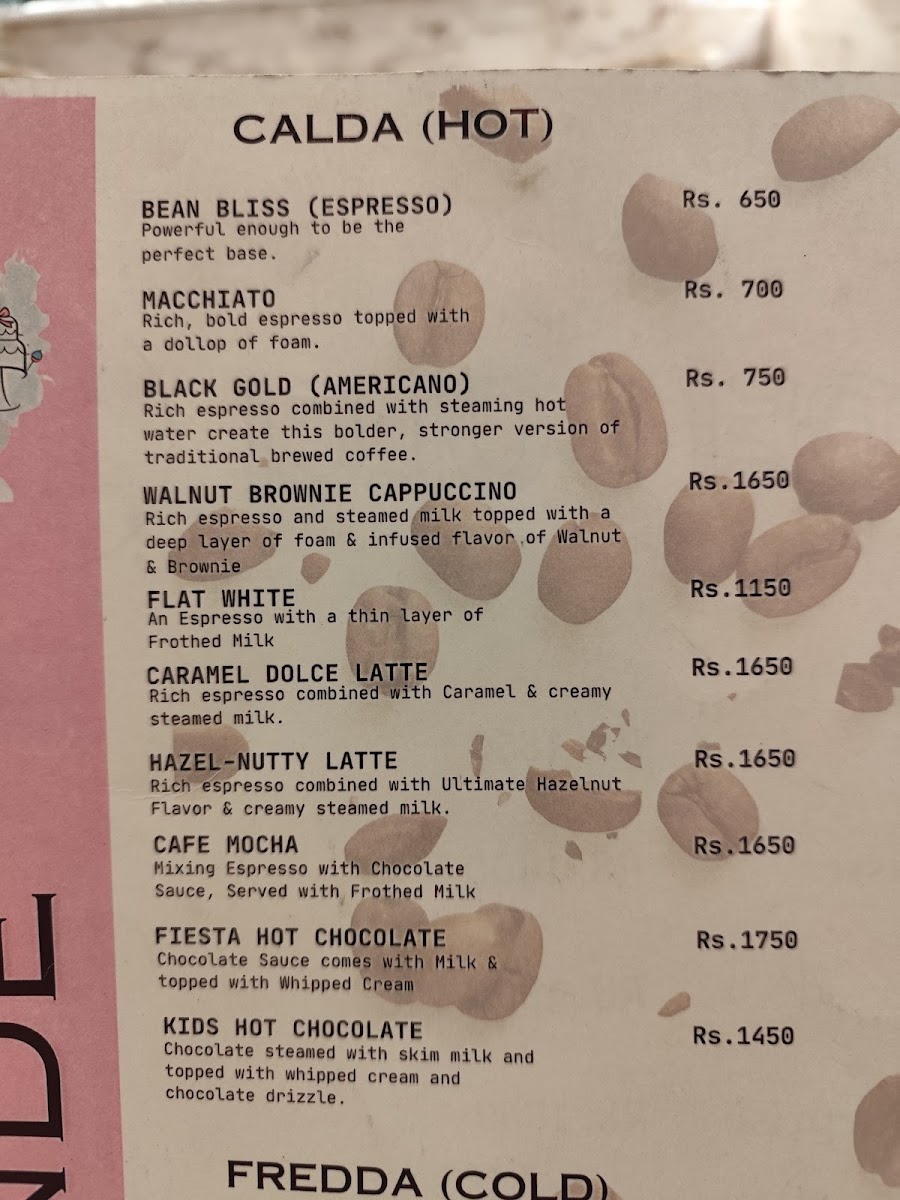 CALDA (HOT)
BEAN BLISS (ESPRESSO) Rs. 650
Powerful enough to be the
perfect base.
MACCHIATO Rs. 700
Rich, bold espresso topped with
a dollop of foam.
BLACK GOLD (AMERICANO) Rs. 750
Rich espresso combined with steaming hot
water create this bolder, stronger version of
traditional brewed coffee.
WALNUT BROWNIE CAPPUCCINO Rs.1650
Rich espresso and steamed milk topped with a
deep layer of foam & infused flavor of Walnut
& Brownie
FLAT WHITE Rs.1150
An Espresso with a thin layer of
Frothed Milk
CARAMEL DOLCE LATTE Rs.1650
Rich espresso combined with Caramel & creamy
steamed milk.
HAZEL-NUTTY LATTE Rs.1650
Rich espresso combined with Ultimate Hazelnut
Flavor & creamy steamed milk.
CAFE MOCHA Rs.1650
Mixing Espresso with Chocolate
Sauce, Served with Frothed Milk
FIESTA HOT CHOCOLATE Rs.1750
Chocolate Sauce comes with Milk &
topped with Whipped Cream
KIDS HOT CHOCOLATE Rs.1450
Chocolate steamed with skim milk and
topped with whipped cream and
chocolate drizzle.
FREDDA (COLD)